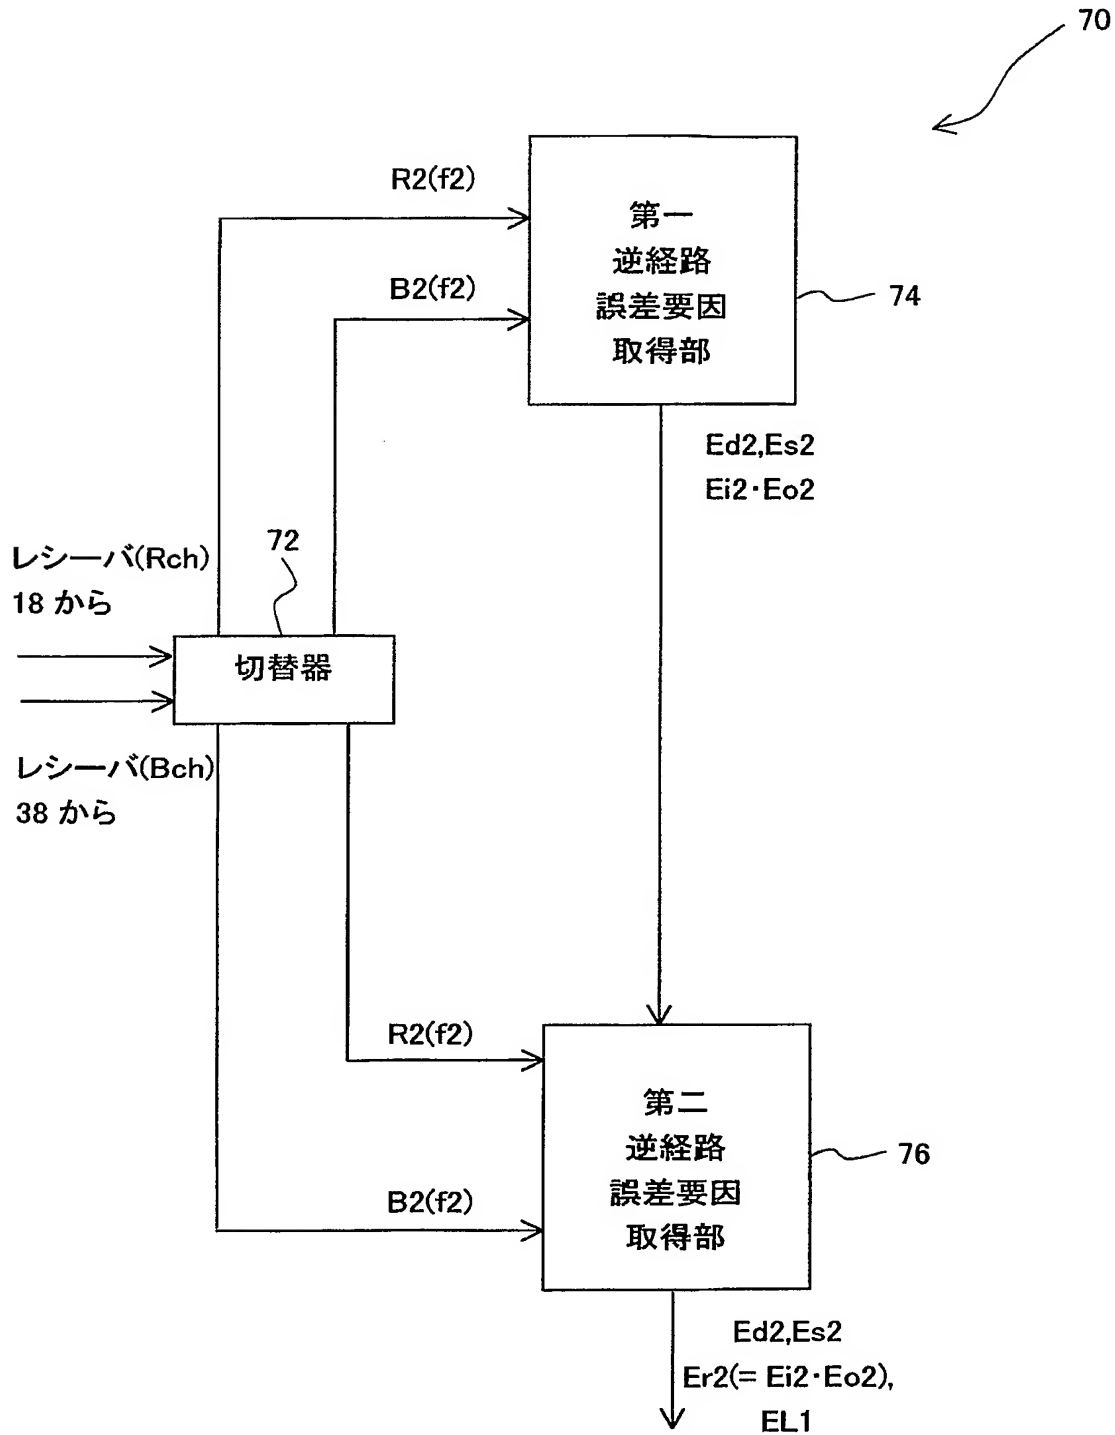 70
R2(f2)
第一
逆経路
誤差要因
取得部
B2(f2)
74
Ed2,Es2
Ei2・Eo2
72
レシーバ(Rch)
18 から
切替器
レシーバ(Bch)
38 から
R2(f2)
第二
逆経路
誤差要因
取得部
76
B2(f2)
Ed2,Es2
Er2(= Ei2・Eo2),
EL1